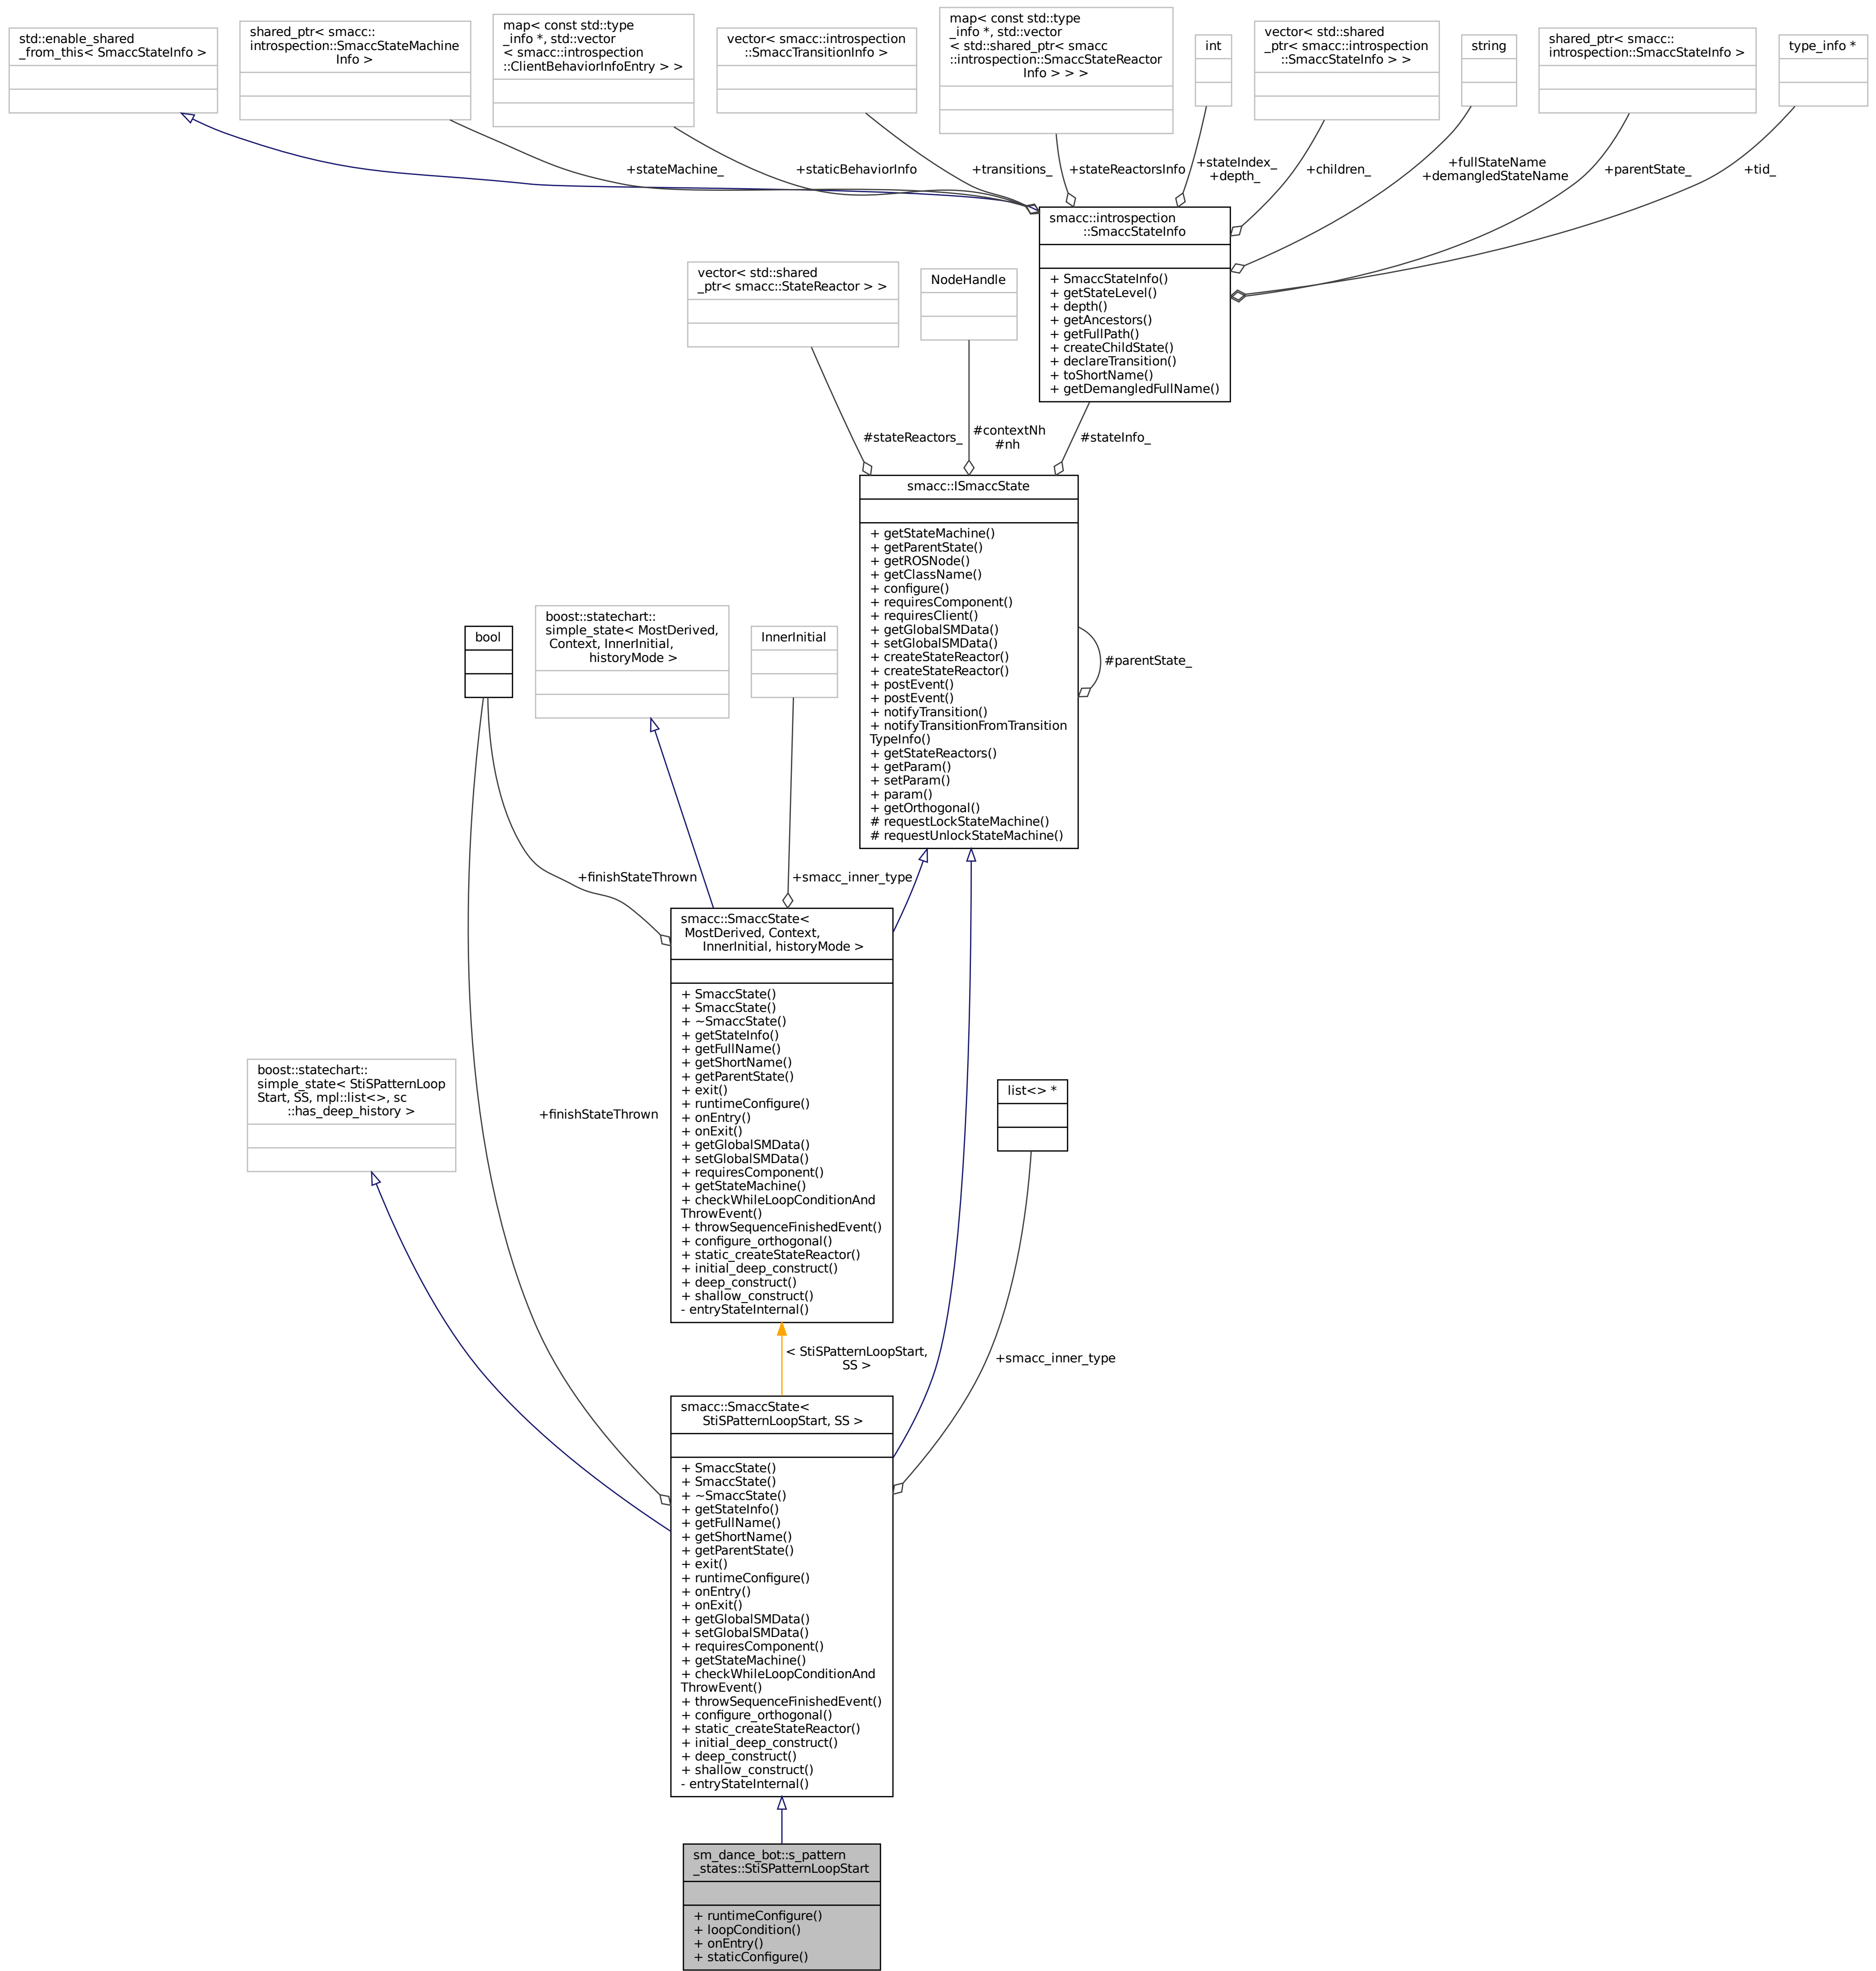 std::enable_shared
_from_this< SmaccStateInfo >
shared_ptr< smacc::
introspection::SmaccStateMachine
Info >
map< const std::type
_info *, std::vector
< smacc::introspection
::ClientBehaviorInfoEntry > >
vector< smacc::introspection
::SmaccTransitionInfo >
map< const std::type
_info *, std::vector
< std::shared_ptr< smacc
::introspection::SmaccStateReactor
Info > > >
int
vector< std::shared
_ptr< smacc::introspection
::SmaccStateInfo > >
string
shared_ptr< smacc::
introspection::SmaccStateInfo >
type_info *
+stateMachine_
+staticBehaviorInfo
+transitions_
+stateReactorsInfo
+stateIndex_
+depth_
+children_
+fullStateName
+demangledStateName
+parentState_
+tid_
smacc::introspection
::SmaccStateInfo
+ SmaccStateInfo()
+ getStateLevel()
+ depth()
+ getAncestors()
+ getFullPath()
+ createChildState()
+ declareTransition()
+ toShortName()
+ getDemangledFullName()
vector< std::shared
_ptr< smacc::StateReactor > >
NodeHandle
#stateReactors_
#contextNh
#nh
#stateInfo_
smacc::ISmaccState
+ getStateMachine()
+ getParentState()
+ getROSNode()
+ getClassName()
+ configure()
+ requiresComponent()
+ requiresClient()
+ getGlobalSMData()
+ setGlobalSMData()
+ createStateReactor()
+ createStateReactor()
+ postEvent()
+ postEvent()
+ notifyTransition()
+ notifyTransitionFromTransition
TypeInfo()
+ getStateReactors()
+ getParam()
+ setParam()
+ param()
+ getOrthogonal()
# requestLockStateMachine()
# requestUnlockStateMachine()
#parentState_
bool
boost::statechart::
simple_state< MostDerived,
Context, InnerInitial,
historyMode >
InnerInitial
+finishStateThrown
+smacc_inner_type
smacc::SmaccState<
MostDerived, Context,
InnerInitial, historyMode >
+ SmaccState()
+ SmaccState()
+ ~SmaccState()
+ getStateInfo()
+ getFullName()
+ getShortName()
+ getParentState()
+ exit()
+ runtimeConfigure()
+ onEntry()
+ onExit()
+ getGlobalSMData()
+ setGlobalSMData()
+ requiresComponent()
+ getStateMachine()
+ checkWhileLoopConditionAnd
ThrowEvent()
+ throwSequenceFinishedEvent()
+ configure_orthogonal()
+ static_createStateReactor()
+ initial_deep_construct()
+ deep_construct()
+ shallow_construct()
- entryStateInternal()
boost::statechart::
simple_state< StiSPatternLoop
Start, SS, mpl::list<>, sc
::has_deep_history >
+finishStateThrown
list<> *
< StiSPatternLoopStart,
SS >
+smacc_inner_type
smacc::SmaccState<
StiSPatternLoopStart, SS >
+ SmaccState()
+ SmaccState()
+ ~SmaccState()
+ getStateInfo()
+ getFullName()
+ getShortName()
+ getParentState()
+ exit()
+ runtimeConfigure()
+ onEntry()
+ onExit()
+ getGlobalSMData()
+ setGlobalSMData()
+ requiresComponent()
+ getStateMachine()
+ checkWhileLoopConditionAnd
ThrowEvent()
+ throwSequenceFinishedEvent()
+ configure_orthogonal()
+ static_createStateReactor()
+ initial_deep_construct()
+ deep_construct()
+ shallow_construct()
- entryStateInternal()
sm_dance_bot::s_pattern
_states::StiSPatternLoopStart
+ runtimeConfigure()
+ loopCondition()
+ onEntry()
+ staticConfigure()